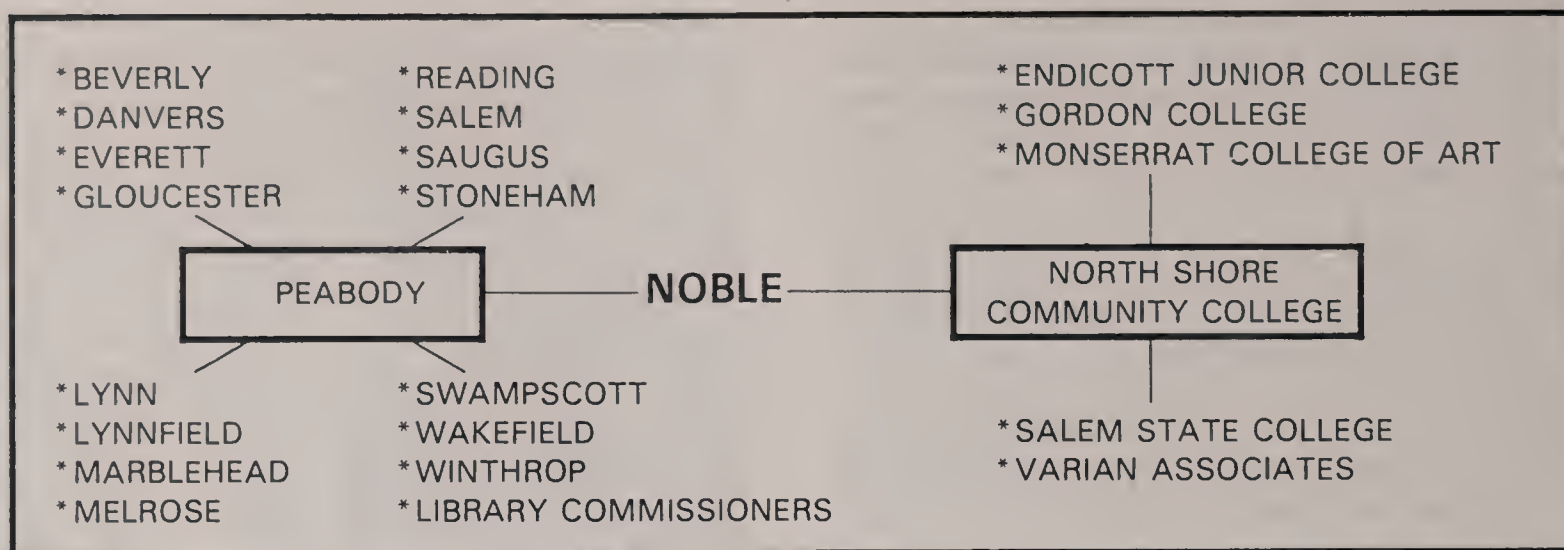 *BEVERLY
*DANVERS
*EVERETT
*GLOUCESTER
*READING
*SALEM
*SAUGUS
*STONEHAM
PEABODY
*LYNN
*LYNNFIELD
*MARBLEHEAD
*MELROSE
*SWAMPSCOTT
*WAKEFIELD
*WINTHROP
*LIBRARY COMMISSIONERS
NOBLE
*ENDICOTT JUNIOR COLLEGE
*GORDON COLLEGE
*MONSERRAT COLLEGE OF ART
NORTH SHORE
COMMUNITY COLLEGE
*SALEM STATE COLLEGE
*VARIAN ASSOCIATES